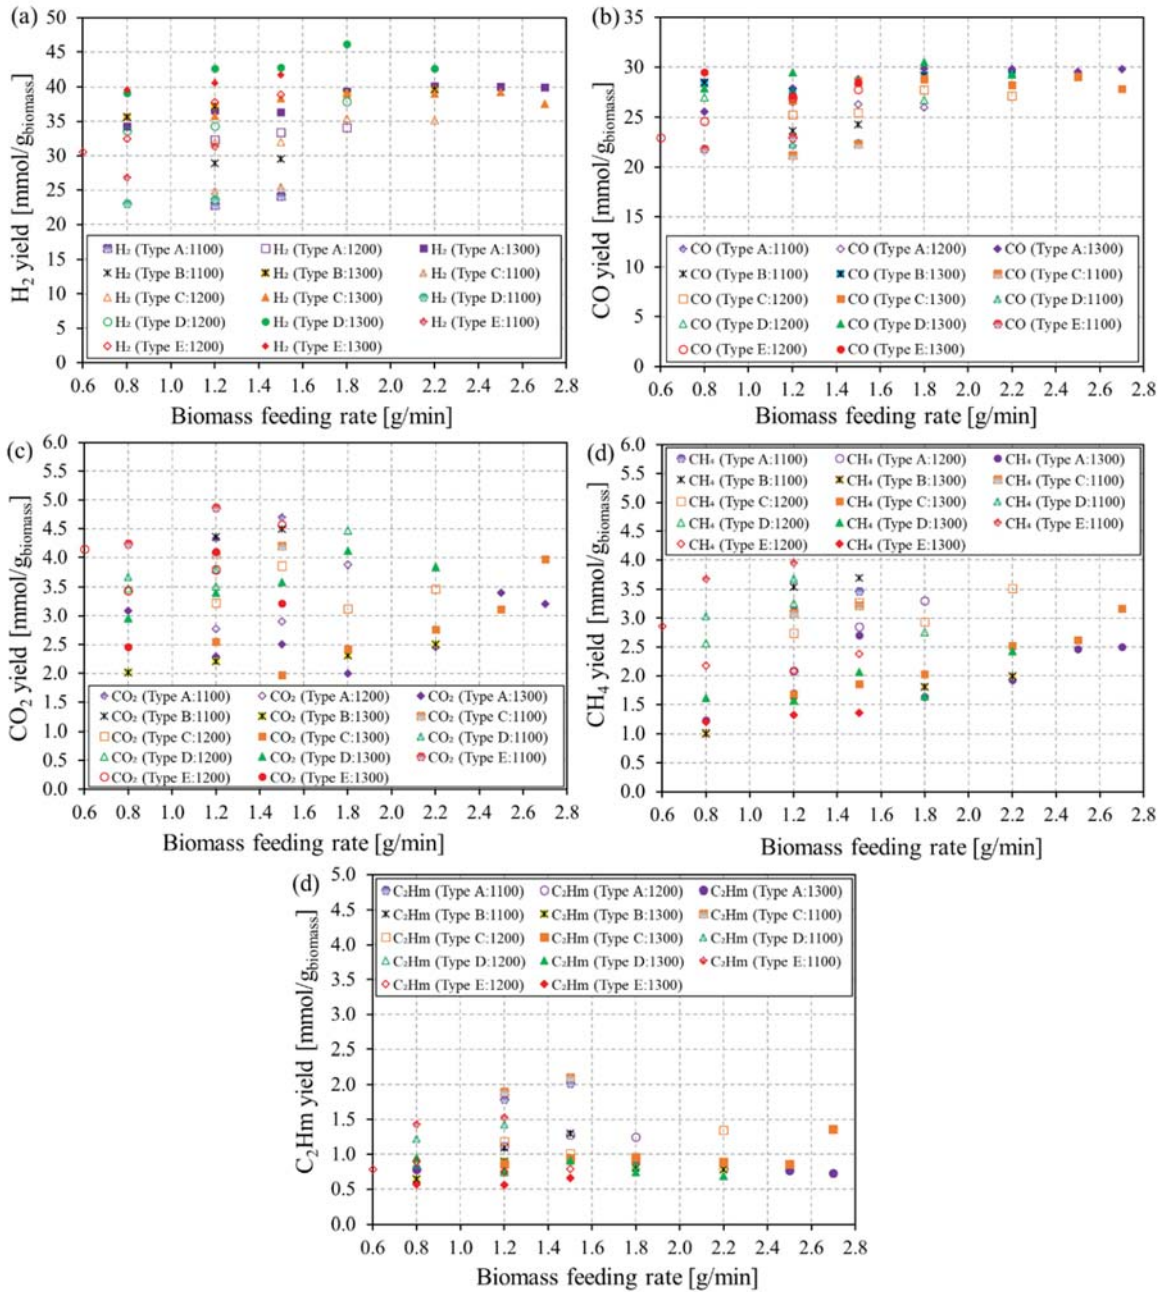 (a)
50
45
40
35
30
25
20
15
10
5
0
H₂ yield [mmol/g_biomass]
H₂ (Type A:1100) H₂ (Type A:1200) H₂ (Type A:1300)
H₂ (Type B:1100) H₂ (Type B:1300) H₂ (Type C:1100)
H₂ (Type C:1200) H₂ (Type C:1300) H₂ (Type D:1100)
H₂ (Type D:1200) H₂ (Type D:1300) H₂ (Type E:1100)
H₂ (Type E:1200) H₂ (Type E:1300)
0.6 0.8 1.0 1.2 1.4 1.6 1.8 2.0 2.2 2.4 2.6 2.8
Biomass feeding rate [g/min]
(b)
35
30
25
20
15
10
5
0
CO yield [mmol/g_biomass]
CO (Type A:1100) CO (Type A:1200) CO (Type A:1300)
CO (Type B:1100) CO (Type B:1300) CO (Type C:1100)
CO (Type C:1200) CO (Type C:1300) CO (Type D:1100)
CO (Type D:1200) CO (Type D:1300) CO (Type E:1100)
CO (Type E:1200) CO (Type E:1300)
0.6 0.8 1.0 1.2 1.4 1.6 1.8 2.0 2.2 2.4 2.6 2.8
Biomass feeding rate [g/min]
(c)
6.0
5.5
5.0
4.5
4.0
3.5
3.0
2.5
2.0
1.5
1.0
0.5
0.0
CO₂ yield [mmol/g_biomass]
CO₂ (Type A:1100) CO₂ (Type A:1200) CO₂ (Type A:1300)
CO₂ (Type B:1100) CO₂ (Type B:1300) CO₂ (Type C:1100)
CO₂ (Type C:1200) CO₂ (Type C:1300) CO₂ (Type D:1100)
CO₂ (Type D:1200) CO₂ (Type D:1300) CO₂ (Type E:1100)
CO₂ (Type E:1200) CO₂ (Type E:1300)
0.6 0.8 1.0 1.2 1.4 1.6 1.8 2.0 2.2 2.4 2.6 2.8
Biomass feeding rate [g/min]
(d)
6.0
5.5
5.0
4.5
4.0
3.5
3.0
2.5
2.0
1.5
1.0
0.5
0.0
CH₄ yield [mmol/g_biomass]
CH₄ (Type A:1100) CH₄ (Type A:1200) CH₄ (Type A:1300)
CH₄ (Type B:1100) CH₄ (Type B:1300) CH₄ (Type C:1100)
CH₄ (Type C:1200) CH₄ (Type C:1300) CH₄ (Type D:1100)
CH₄ (Type D:1200) CH₄ (Type D:1300) CH₄ (Type E:1100)
CH₄ (Type E:1200) CH₄ (Type E:1300)
0.6 0.8 1.0 1.2 1.4 1.6 1.8 2.0 2.2 2.4 2.6 2.8
Biomass feeding rate [g/min]
(d)
5.0
4.5
4.0
3.5
3.0
2.5
2.0
1.5
1.0
0.5
0.0
C₂Hm yield [mmol/g_biomass]
C₂Hm (Type A:1100) C₂Hm (Type A:1200) C₂Hm (Type A:1300)
C₂Hm (Type B:1100) C₂Hm (Type B:1300) C₂Hm (Type C:1100)
C₂Hm (Type C:1200) C₂Hm (Type C:1300) C₂Hm (Type D:1100)
C₂Hm (Type D:1200) C₂Hm (Type D:1300) C₂Hm (Type E:1100)
C₂Hm (Type E:1200) C₂Hm (Type E:1300)
0.6 0.8 1.0 1.2 1.4 1.6 1.8 2.0 2.2 2.4 2.6 2.8
Biomass feeding rate [g/min]